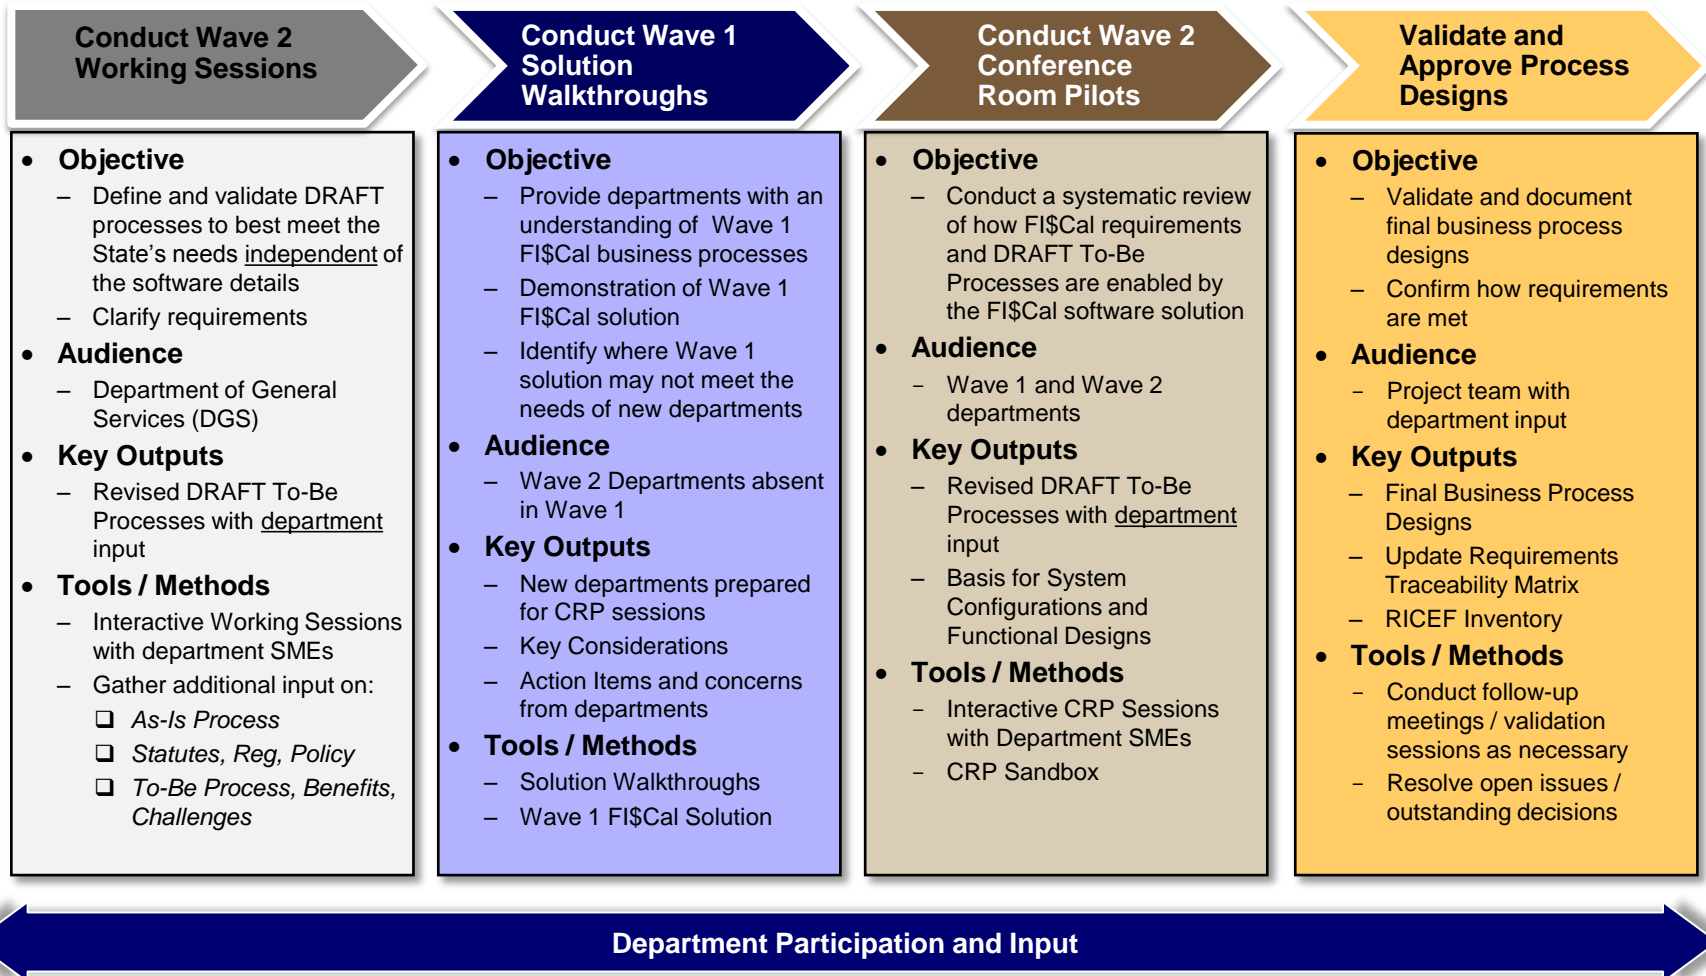 Conduct Wave 2
Working Sessions
• Objective
– Define and validate DRAFT
processes to best meet the
State’s needs independent of
the software details
– Clarify requirements
• Audience
– Department of General
Services (DGS)
• Key Outputs
– Revised DRAFT To-Be
Processes with department
input
• Tools / Methods
– Interactive Working Sessions
with department SMEs
– Gather additional input on:
❑ As-Is Process
❑ Statutes, Reg, Policy
❑ To-Be Process, Benefits,
Challenges
Conduct Wave 1
Solution
Walkthroughs
• Objective
– Provide departments with an
understanding of Wave 1
FI$Cal business processes
– Demonstration of Wave 1
FI$Cal solution
– Identify where Wave 1
solution may not meet the
needs of new departments
• Audience
– Wave 2 Departments absent
in Wave 1
• Key Outputs
– New departments prepared
for CRP sessions
– Key Considerations
– Action Items and concerns
from departments
• Tools / Methods
– Solution Walkthroughs
– Wave 1 FI$Cal Solution
Conduct Wave 2
Conference
Room Pilots
• Objective
– Conduct a systematic review
of how FI$Cal requirements
and DRAFT To-Be
Processes are enabled by
the FI$Cal software solution
• Audience
- Wave 1 and Wave 2
departments
• Key Outputs
– Revised DRAFT To-Be
Processes with department
input
– Basis for System
Configurations and
Functional Designs
• Tools / Methods
- Interactive CRP Sessions
with Department SMEs
- CRP Sandbox
Validate and
Approve Process
Designs
• Objective
– Validate and document
final business process
designs
– Confirm how requirements
are met
• Audience
- Project team with
department input
• Key Outputs
– Final Business Process
Designs
– Update Requirements
Traceability Matrix
– RICEF Inventory
• Tools / Methods
- Conduct follow-up
meetings / validation
sessions as necessary
- Resolve open issues /
outstanding decisions
Department Participation and Input